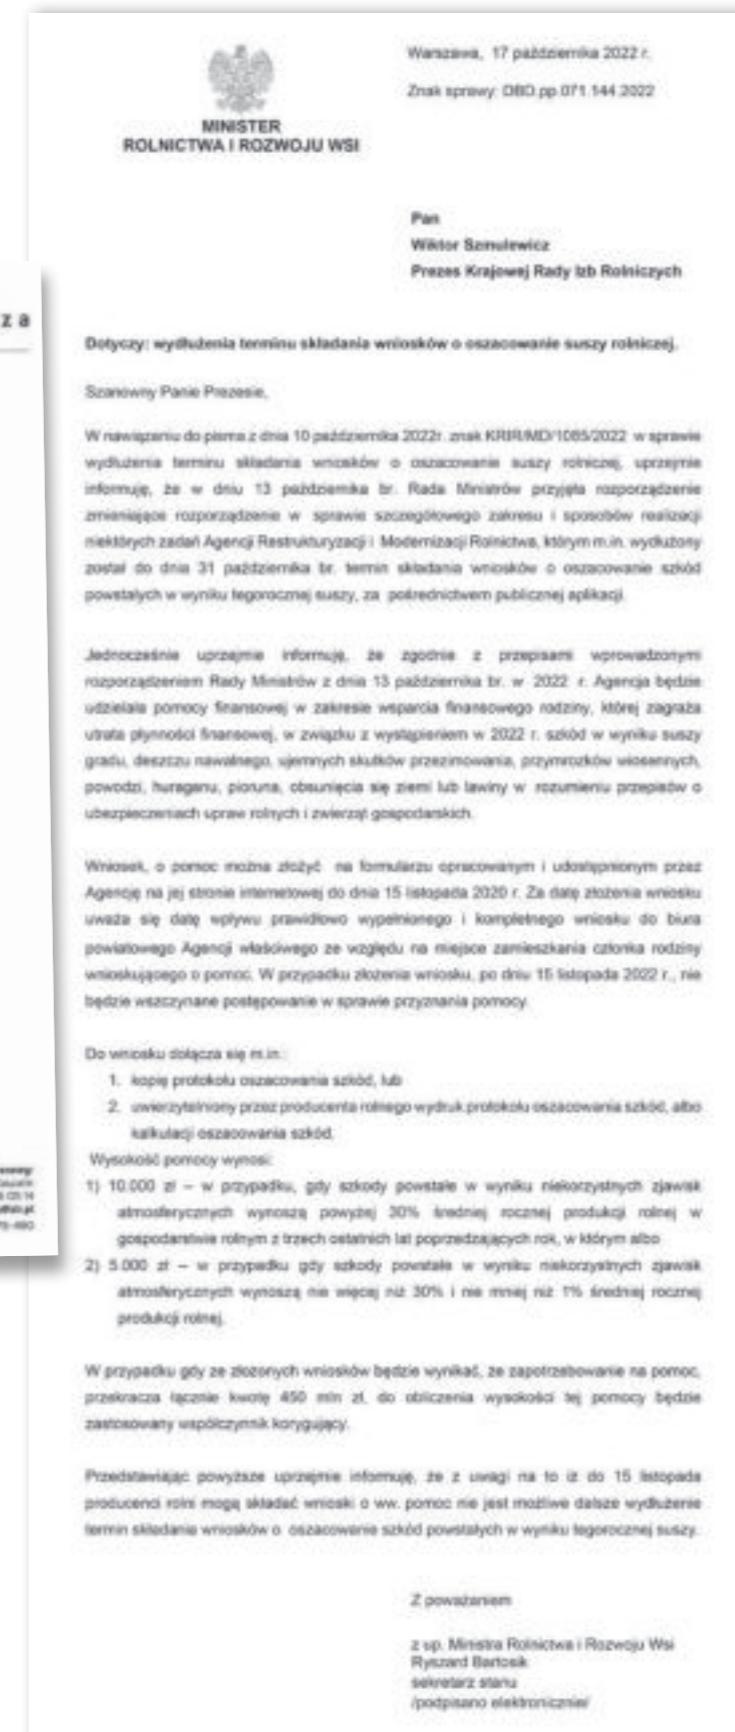 Warszawa, 17 października 2022 r.
Znak sprawy: DBD.pp.071.144.2022
MINISTER
ROLNICTWA I ROZWOJU WSI
Pan
Wiktor Szmulewicz
Prezes Krajowej Rady Izb Rolniczych
z a
Dotyczy: wydłużenia terminu składania wniosków o oszacowanie suszy rolniczej.
Szanowny Panie Prezesie,
W nawiązaniu do pisma z dnia 10 października 2022r. znak KRIR/MD/1085/2022 w sprawie
wydłużenia terminu składania wniosków o oszacowanie suszy rolniczej, uprzejmie
informuję, że w dniu 13 października br. Rada Ministrów przyjęła rozporządzenie
zmieniające rozporządzenie w sprawie szczegółowego zakresu i sposobów realizacji
niektórych zadań Agencji Restrukturyzacji i Modernizacji Rolnictwa, którym m.in. wydłużony
został do dnia 31 października br. termin składania wniosków o oszacowanie szkód
powstałych w wyniku tegorocznej suszy, za pośrednictwem publicznej aplikacji.
Jednocześnie uprzejmie informuję, że zgodnie z przepisami wprowadzonymi
rozporządzeniem Rady Ministrów z dnia 13 października br. w 2022 r. Agencja będzie
udzielała pomocy finansowej w zakresie wsparcia finansowego rodziny, której zagraża
utrata płynności finansowej, w związku z wystąpieniem w 2022 r. szkód w wyniku suszy
gradu, deszczu nawalnego, ujemnych skutków przezimowania, przymrozków wiosennych,
powodzi, huraganu, pioruna, obsunięcia się ziemi lub lawiny w rozumieniu przepisów o
ubezpieczeniach upraw rolnych i zwierząt gospodarskich.
Wniosek, o pomoc można złożyć na formularzu opracowanym i udostępnionym przez
Agencję na jej stronie internetowej do dnia 15 listopada 2020 r. Za datę złożenia wniosku
uważa się datę wpływu prawidłowo wypełnionego i kompletnego wniosku do biura
powiatowego Agencji właściwego ze względu na miejsce zamieszkania członka rodziny
wnioskującego o pomoc. W przypadku złożenia wniosku, po dniu 15 listopada 2022 r., nie
będzie wszczynane postępowanie w sprawie przyznania pomocy.
Do wniosku dołącza się m.in.:
1. kopię protokołu oszacowania szkód, lub
2. uwierzytelniony przez producenta rolnego wydruk protokołu oszacowania szkód, albo
kalkulacji oszacowania szkód.
Wysokość pomocy wynosi:
1) 10.000 zł – w przypadku, gdy szkody powstałe w wyniku niekorzystnych zjawisk
atmosferycznych wynoszą powyżej 30% średniej rocznej produkcji rolnej w
gospodarstwie rolnym z trzech ostatnich lat poprzedzających rok, w którym albo
2) 5.000 zł – w przypadku gdy szkody powstałe w wyniku niekorzystnych zjawisk
atmosferycznych wynoszą nie więcej niż 30% i nie mniej niż 1% średniej rocznej
produkcji rolnej.
W przypadku gdy ze złożonych wniosków będzie wynikać, że zapotrzebowanie na pomoc,
przekracza łącznie kwotę 450 mln zł, do obliczenia wysokości tej pomocy będzie
zastosowany współczynnik korygujący.
Przedstawiając powyższe uprzejmie informuję, że z uwagi na to iż do 15 listopada
producenci rolni mogą składać wnioski o ww. pomoc nie jest możliwe dalsze wydłużenie
termin składania wniosków o oszacowanie szkód powstałych w wyniku tegorocznej suszy.
Z poważaniem
z up. Ministra Rolnictwa i Rozwoju Wsi
Ryszard Bartosik
sekretarz stanu
/podpisano elektronicznie/